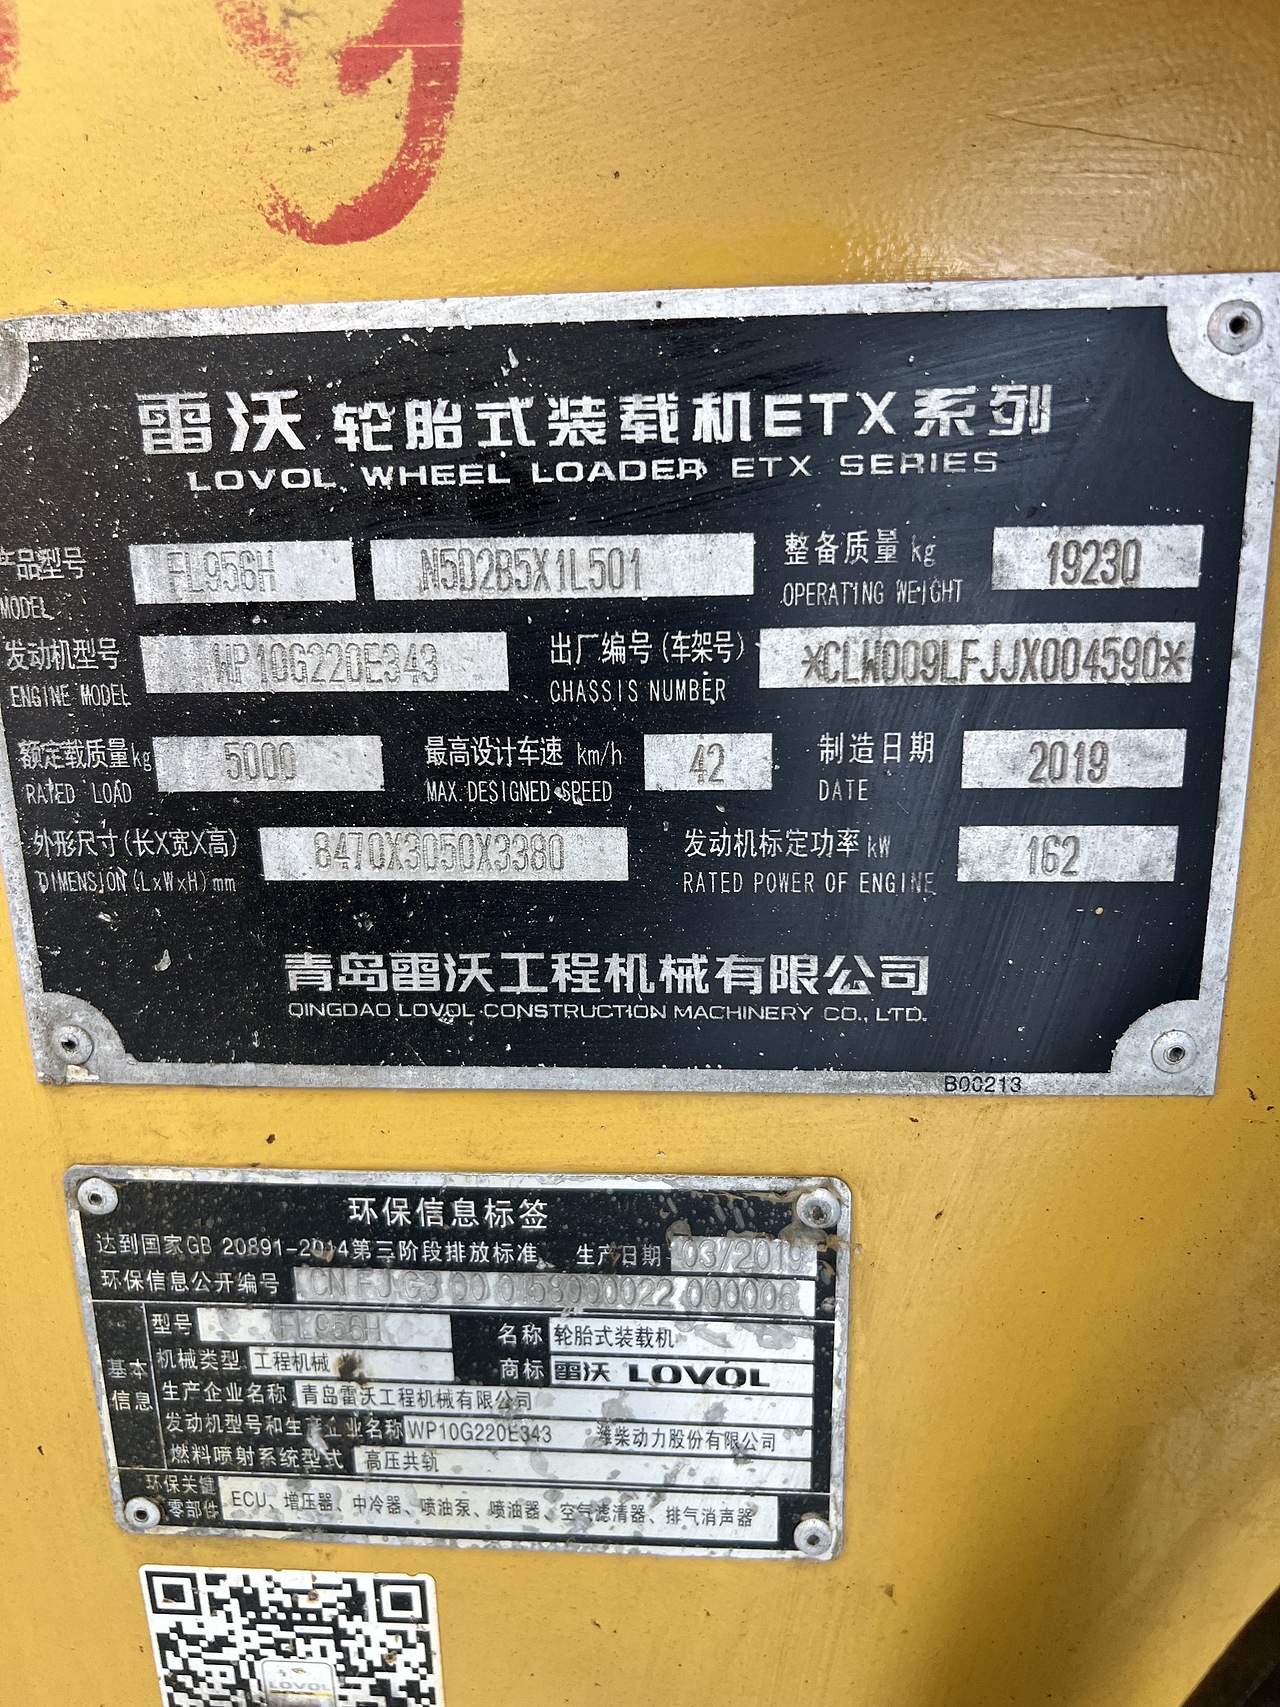 雷沃 轮胎式装载机ETX系列
LOVOL WHEEL LOADER ETX SERIES
产品型号 FL956H N5D2B5X1L501 整备质量 kg 19230
MODEL OPERATING WEIGHT
发动机型号 WP10G220E343 出厂编号(车架号) *CLW009LFJJX004590*
ENGINE MODEL CHASSIS NUMBER
额定载质量kg 5000 最高设计车速 km/h 42 制造日期 2019
RATED LOAD MAX.DESIGNED SPEED DATE
外形尺寸(长X宽X高) 8470X3050X3380 发动机标定功率 kW 162
DIMENSION(LxWxH)mm RATED POWER OF ENGINE
青岛雷沃工程机械有限公司
QINGDAO LOVOL CONSTRUCTION MACHINERY CO., LTD.
B00213
环保信息标签
达到国家GB 20891-2014第三阶段排放标准 生产日期 03/2019
环保信息公开编号 CN FJ G3 00 0158000022 000006
型号 FL956H 名称 轮胎式装载机
机械类型 工程机械 商标 雷沃 LOVOL
基本
信息
生产企业名称 青岛雷沃工程机械有限公司
发动机型号和生产企业名称 WP10G220E343 潍柴动力股份有限公司
燃料喷射系统型式 高压共轨
环保关键
零部件 ECU、增压器、中冷器、喷油泵、喷油器、空气滤清器、排气消声器
LOVOL